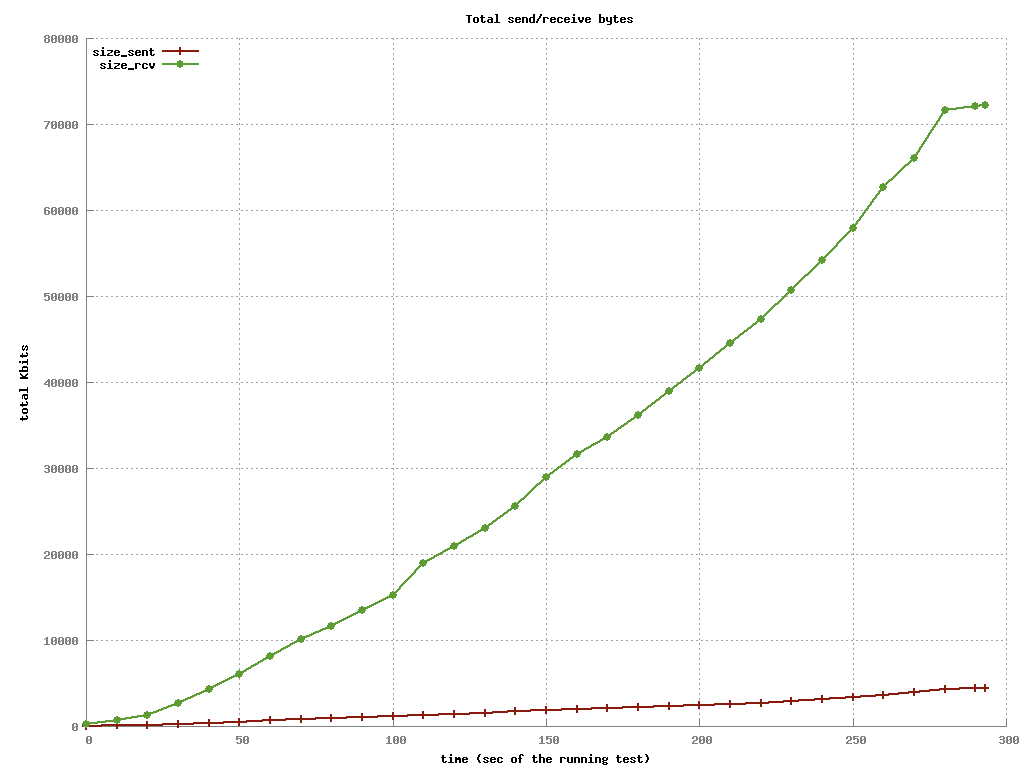 Total send/receive bytes
80000
size_sent
size_rcv
70000
60000
50000
40000
total Kbits
30000
20000
10000
0
0 50 100 150 200 250 300
time (sec of the running test)